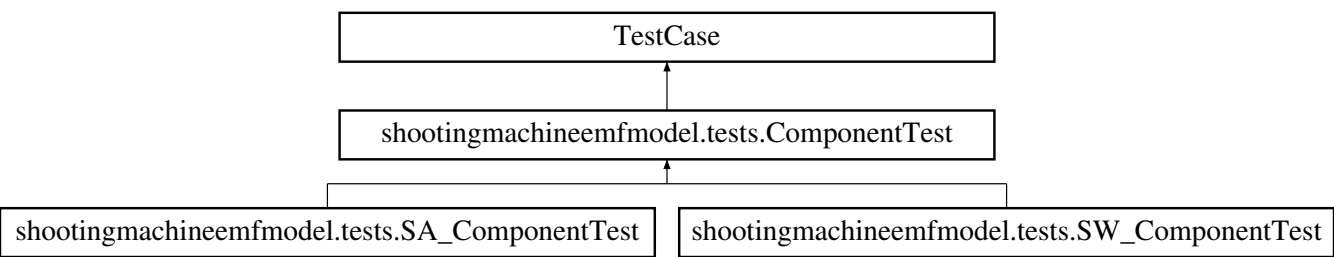 TestCase
shootingmachineemfmodel.tests.ComponentTest
shootingmachineemfmodel.tests.SA_ComponentTest
shootingmachineemfmodel.tests.SW_ComponentTest